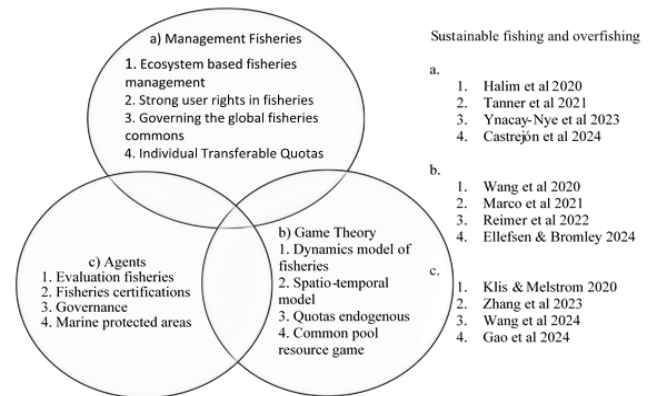 a) Management Fisheries
1. Ecosystem based fisheries
management
2. Strong user rights in fisheries
3. Governing the global fisheries
commons
4. Individual Transferable Quotas
b) Game Theory
1. Dynamics model of
fisheries
2. Spatio-temporal
model
3. Quotas endogenous
4. Common pool
resource game
c) Agents
1. Evaluation fisheries
2. Fisheries certifications
3. Governance
4. Marine protected areas
Sustainable fishing and overfishing
a.
1. Halim et al 2020
2. Tanner et al 2021
3. Ynacay-Nye et al 2023
4. Castrejón et al 2024
b.
1. Wang et al 2020
2. Marco et al 2021
3. Reimer et al 2022
4. Ellefsen & Bromley 2024
c.
1. Klis & Melstrom 2020
2. Zhang et al 2023
3. Wang et al 2024
4. Gao et al 2024